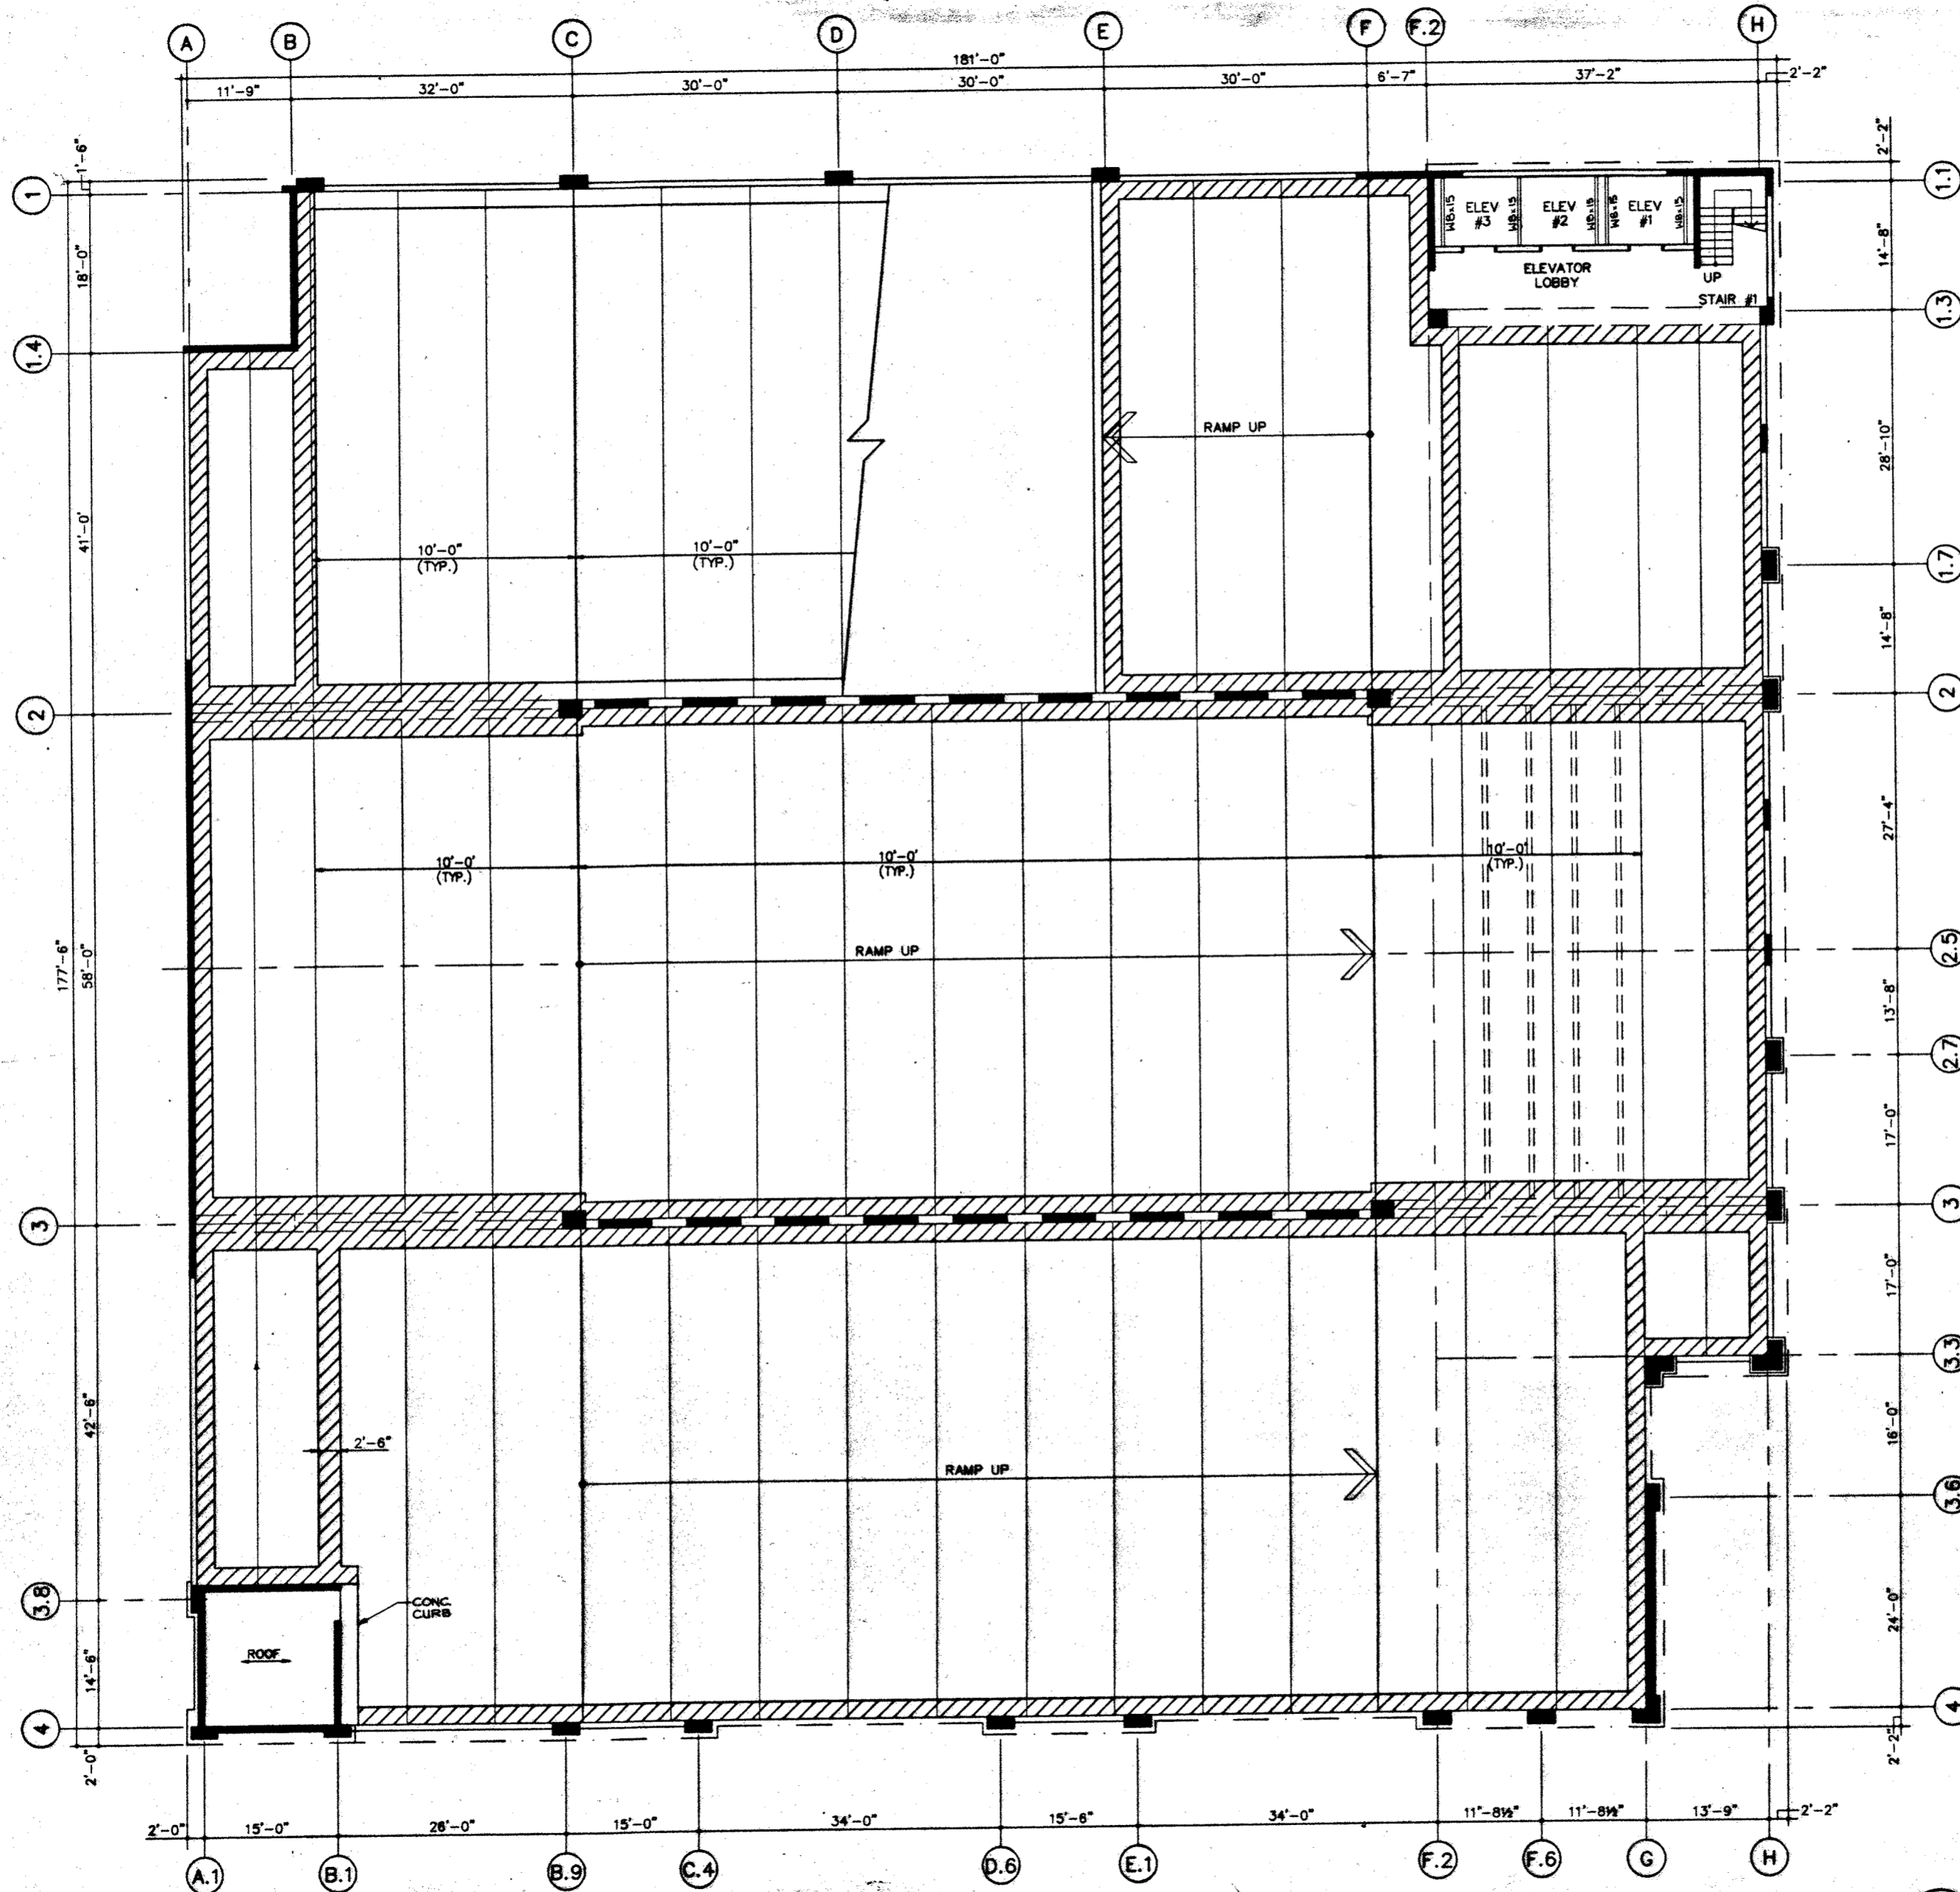 A B C D E F F.2 H
181'-0"
11'-9" 32'-0" 30'-0" 30'-0" 30'-0" 6'-7" 37'-2" 2'-2"
1'-6"
2'-2"
1
1.1
W8x15
ELEV
#3
W8x15
ELEV
#2
W8x15
W8x15
ELEV
#1
W8x15
18'-0"
14'-8"
ELEVATOR
LOBBY
UP
STAIR #1
1.3
1.4
RAMP UP
28'-10"
41'-0'
10'-0"
(TYP.)
10'-0"
(TYP.)
1.7
14'-8"
2
2
27'-4"
10'-0'
(TYP.)
10'-0'
(TYP.)
10'-0'
(TYP.)
177'-6"
58'-0"
RAMP UP
2.5
13'-8"
2.7
17'-0"
3
3
17'-0"
3.3
42'-6"
2'-6"
16'-0"
RAMP UP
3.6
3.8
CONC.
CURB
24'-0"
ROOF
14'-6"
4
4
2'-0"
2'-2"
2'-0" 15'-0" 26'-0" 15'-0" 34'-0" 15'-6" 34'-0" 11'-8½" 11'-8½" 13'-9" 2'-2"
A.1 B.1 B.9 C.4 D.6 E.1 F.2 F.6 G H